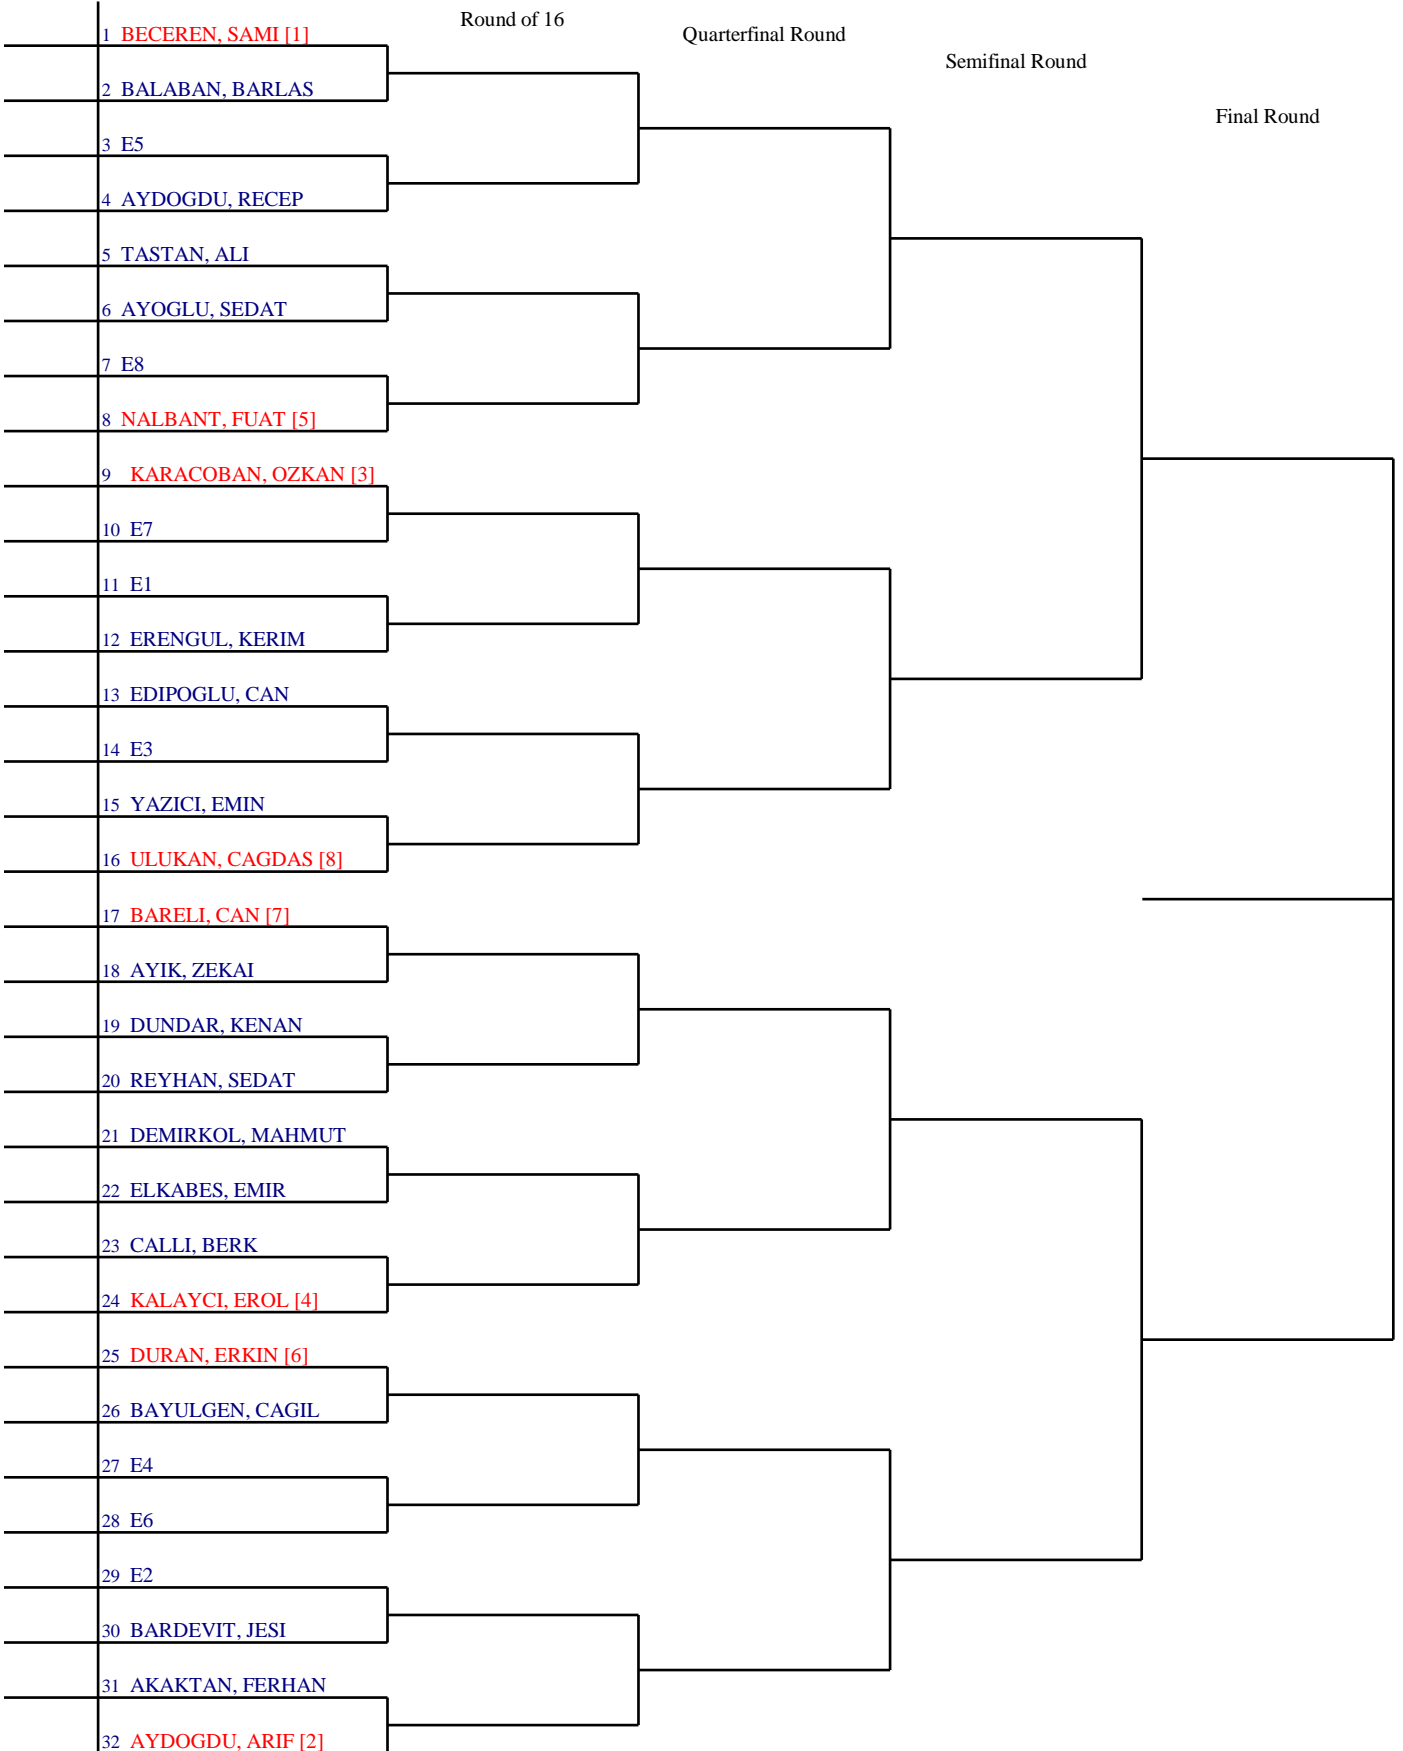 Round of 16
Quarterfinal Round
Semifinal Round
Final Round
1 BECEREN, SAMI [1]
2 BALABAN, BARLAS
3 E5
4 AYDOGDU, RECEP
5 TASTAN, ALI
6 AYOGLU, SEDAT
7 E8
8 NALBANT, FUAT [5]
9 KARACOBAN, OZKAN [3]
10 E7
11 E1
12 ERENGUL, KERIM
13 EDIPOGLU, CAN
14 E3
15 YAZICI, EMIN
16 ULUKAN, CAGDAS [8]
17 BARELI, CAN [7]
18 AYIK, ZEKAI
19 DUNDAR, KENAN
20 REYHAN, SEDAT
21 DEMIRKOL, MAHMUT
22 ELKABES, EMIR
23 CALLI, BERK
24 KALAYCI, EROL [4]
25 DURAN, ERKIN [6]
26 BAYULGEN, CAGIL
27 E4
28 E6
29 E2
30 BARDEVIT, JESI
31 AKAKTAN, FERHAN
32 AYDOGDU, ARIF [2]